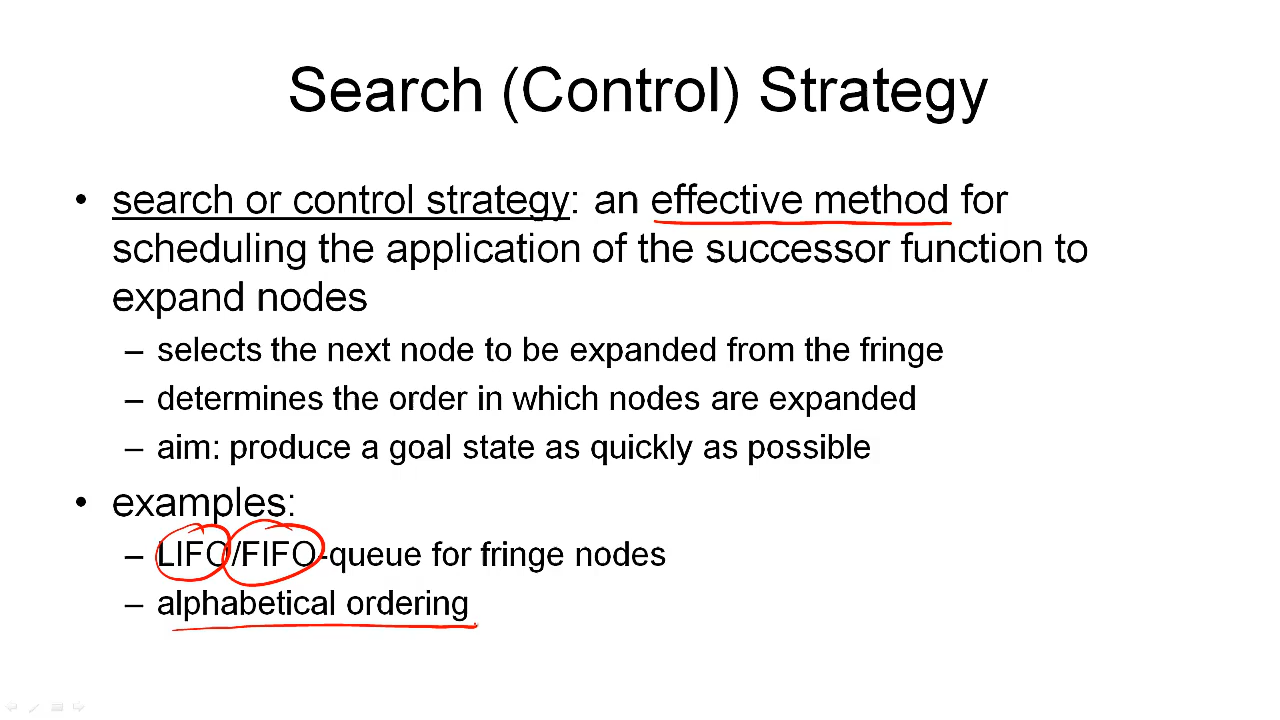 Search (Control) Strategy
• search or control strategy: an effective method for
scheduling the application of the successor function to
expand nodes
– selects the next node to be expanded from the fringe
– determines the order in which nodes are expanded
– aim: produce a goal state as quickly as possible
• examples:
– LIFO/FIFO-queue for fringe nodes
– alphabetical ordering